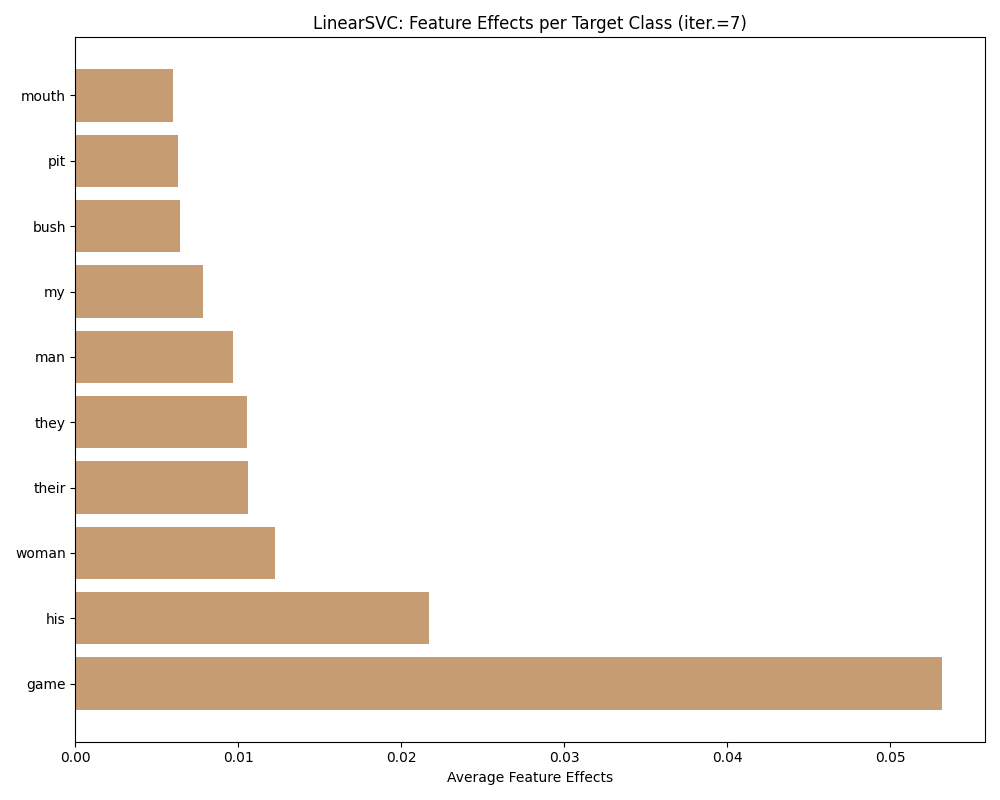 LinearSVC: Feature Effects per Target Class (iter.=7)
mouth
pit
bush
my
man
they
their
woman
his
game
0.00 0.01 0.02 0.03 0.04 0.05
Average Feature Effects